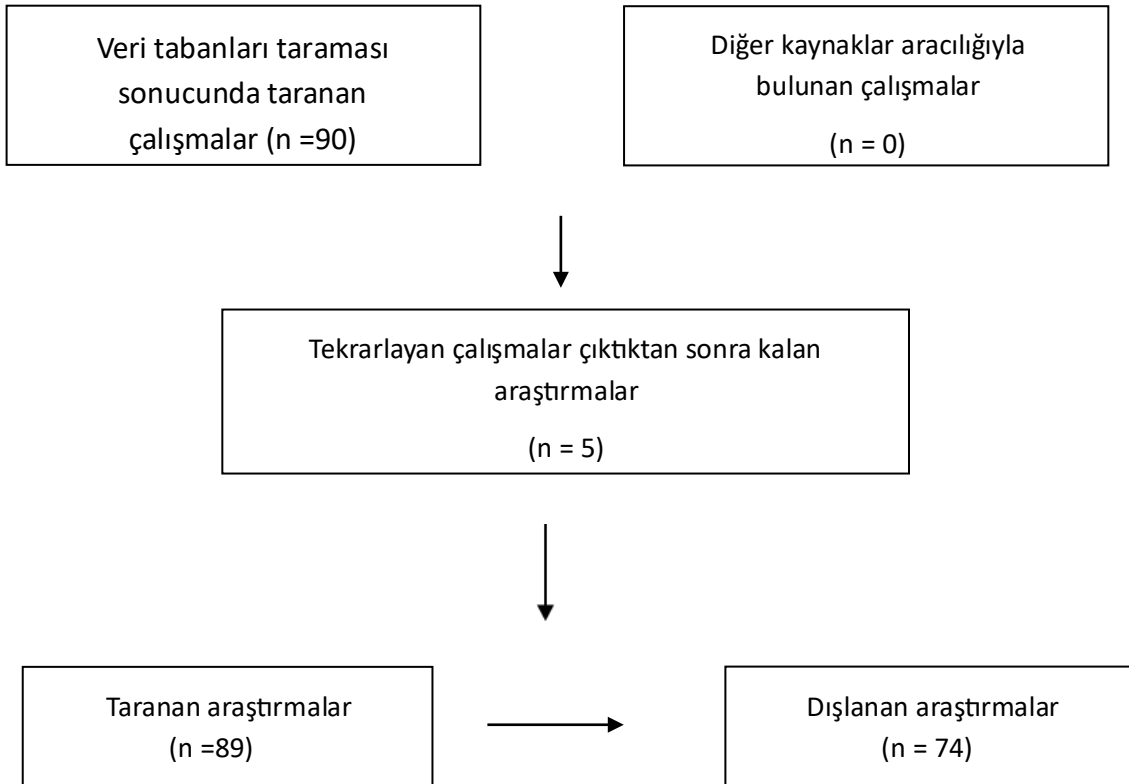 Veri tabanları taraması
sonucunda taranan
çalışmalar (n =90)
Diğer kaynaklar aracılığıyla
bulunan çalışmalar
(n = 0)
Tekrarlayan çalışmalar çıktıktan sonra kalan
araştırmalar
(n = 5)
Taranan araştırmalar
(n =89)
Dışlanan araştırmalar
(n = 74)